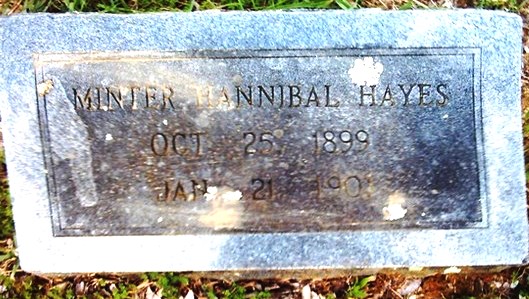 MINTER HANNIBAL HAYES
OCT. 25, 1899
JAN. 21,